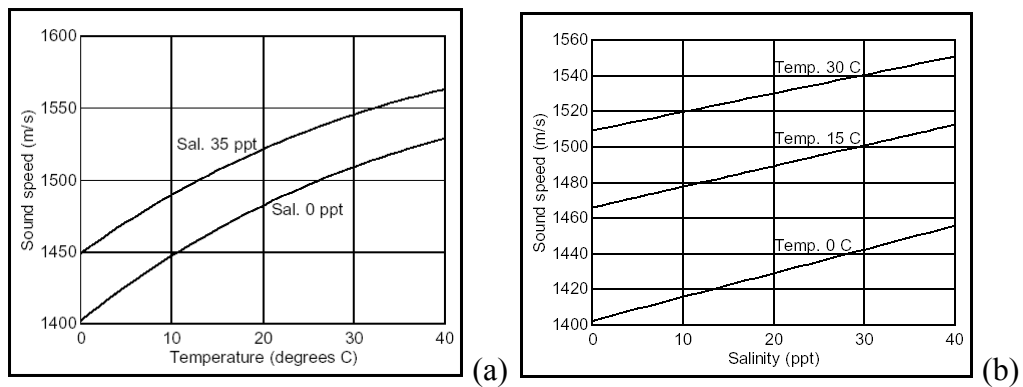 1600
1550
1500
1450
1400
Sound speed (m/s)
Sal. 35 ppt
Sal. 0 ppt
0 10 20 30 40
Temperature (degrees C)
(a)
1560
1540
1520
1500
1480
1460
1440
1420
1400
Sound speed (m/s)
Temp. 30 C
Temp. 15 C
Temp. 0 C
0 10 20 30 40
Salinity (ppt)
(b)